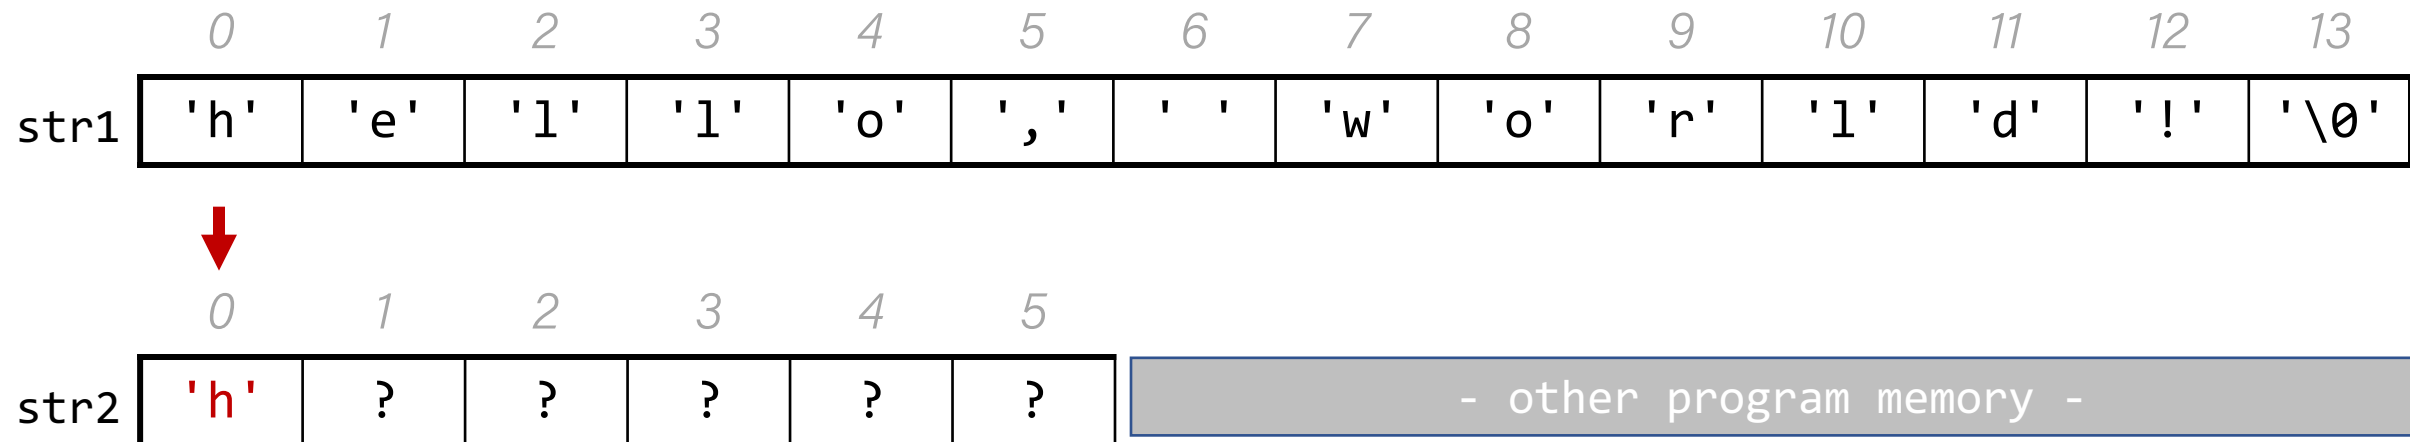 0 1 2 3 4 5 6 7 8 9 10 11 12 13
str1 'h' 'e' 'l' 'l' 'o' ',' ' ' 'w' 'o' 'r' 'l' 'd' '!' '\0'
0 1 2 3 4 5
str2 'h' ? ? ? ? ? - other program memory -